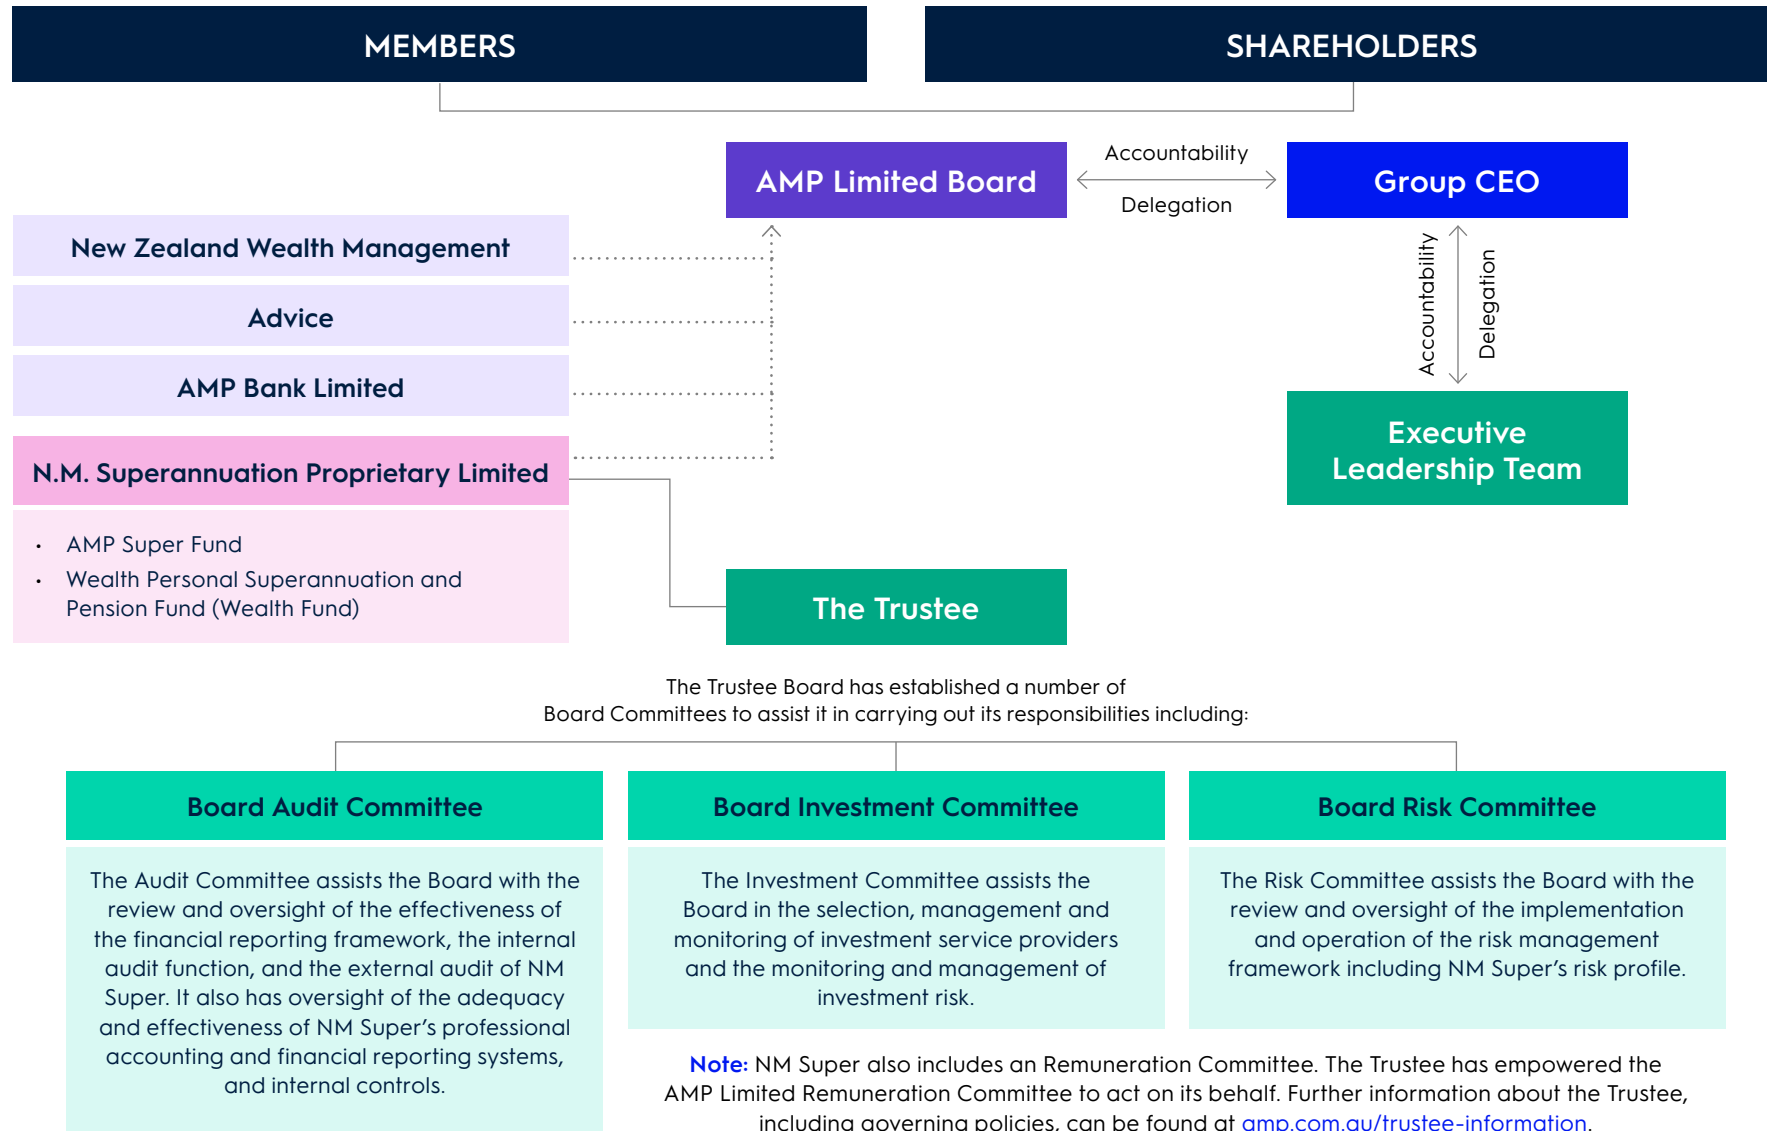 MEMBERS
SHAREHOLDERS
AMP Limited Board
Accountability
Delegation
Group CEO
Accountability
Delegation
Executive
Leadership Team
New Zealand Wealth Management
Advice
AMP Bank Limited
N.M. Superannuation Proprietary Limited
• AMP Super Fund
• Wealth Personal Superannuation and
Pension Fund (Wealth Fund)
The Trustee
The Trustee Board has established a number of
Board Committees to assist it in carrying out its responsibilities including:
Board Audit Committee
The Audit Committee assists the Board with the
review and oversight of the effectiveness of
the financial reporting framework, the internal
audit function, and the external audit of NM
Super. It also has oversight of the adequacy
and effectiveness of NM Super’s professional
accounting and financial reporting systems,
and internal controls.
Board Investment Committee
The Investment Committee assists the
Board in the selection, management and
monitoring of investment service providers
and the monitoring and management of
investment risk.
Board Risk Committee
The Risk Committee assists the Board with the
review and oversight of the implementation
and operation of the risk management
framework including NM Super’s risk profile.
Note: NM Super also includes an Remuneration Committee. The Trustee has empowered the
AMP Limited Remuneration Committee to act on its behalf. Further information about the Trustee,
including governing policies, can be found at amp.com.au/trustee-information.